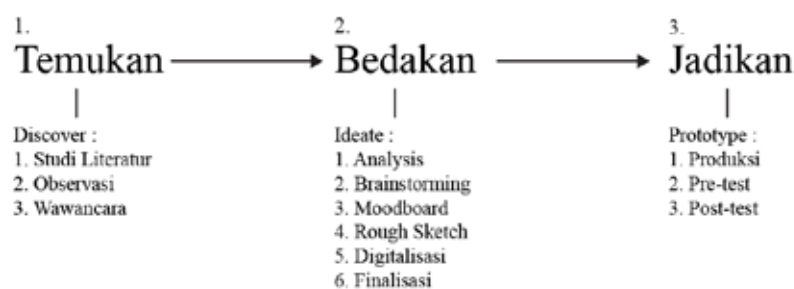 1.
Temukan
Discover :
1. Studi Literatur
2. Observasi
3. Wawancara
2.
Bedakan
Ideate :
1. Analysis
2. Brainstorming
3. Moodboard
4. Rough Sketch
5. Digitalisasi
6. Finalisasi
3.
Jadikan
Prototype :
1. Produksi
2. Pre-test
3. Post-test